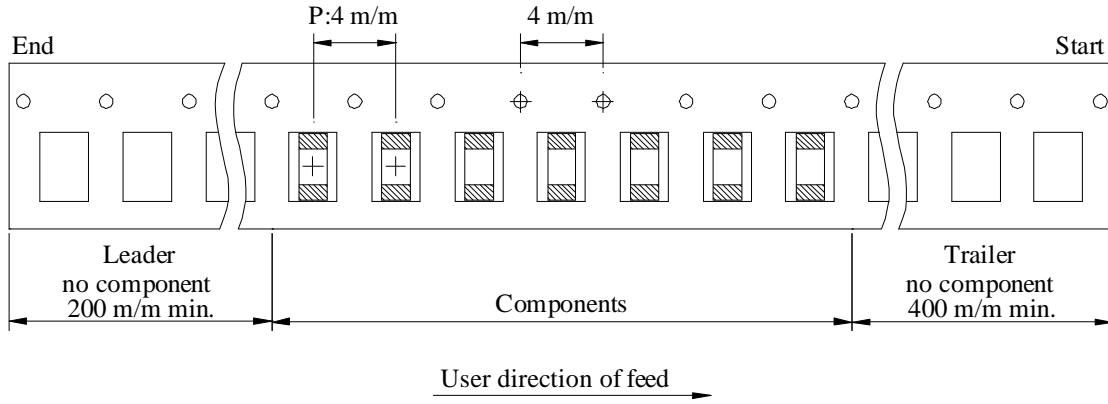 P:4 m/m
4 m/m
End
Start
Leader
no component
200 m/m min.
Components
Trailer
no component
400 m/m min.
User direction of feed